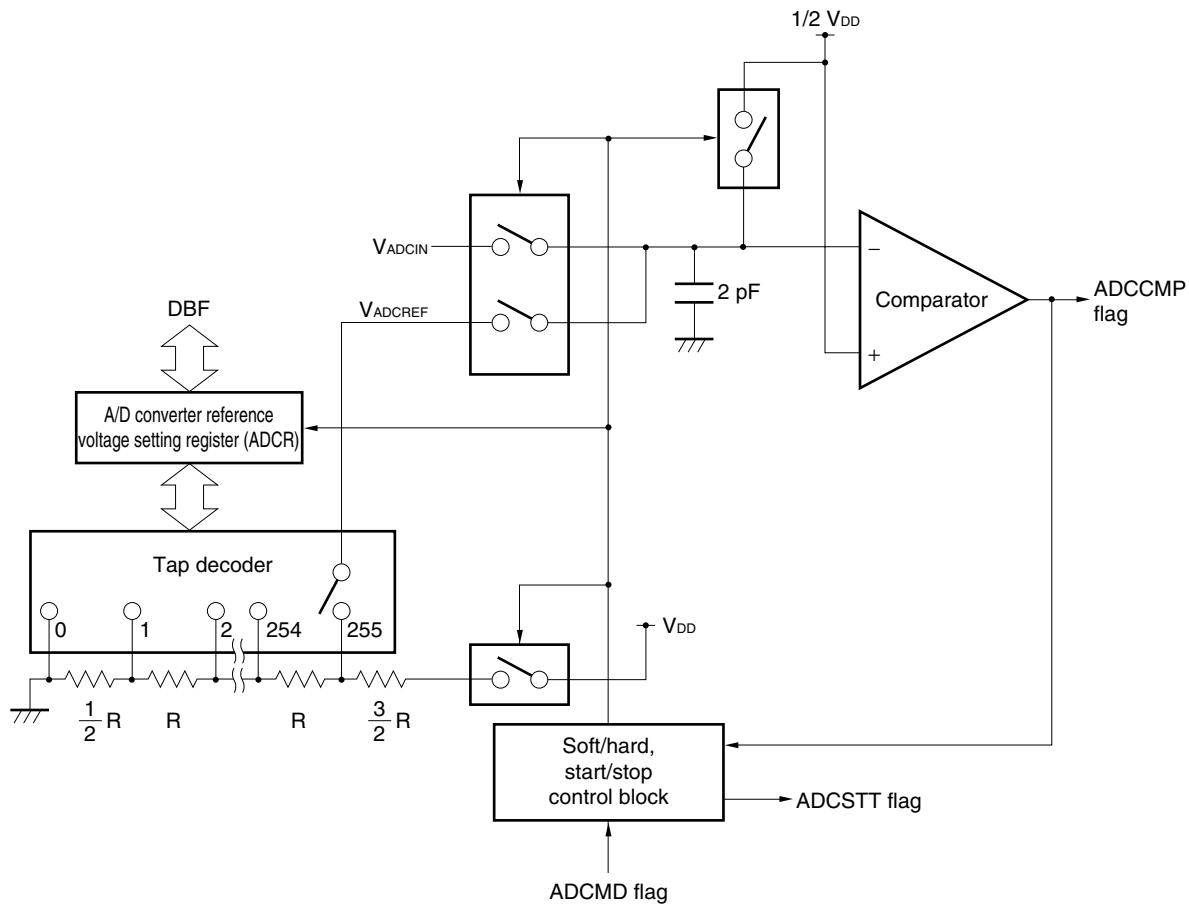 1/2 VDD
VADCIN
VADCREF
2 pF
−
Comparator
+
ADCCMP
flag
DBF
A/D converter reference
voltage setting register (ADCR)
Tap decoder
0
1
2
254
255
VDD
1/2 R
R
R
3/2 R
Soft/hard,
start/stop
control block
ADCSTT flag
ADCMD flag